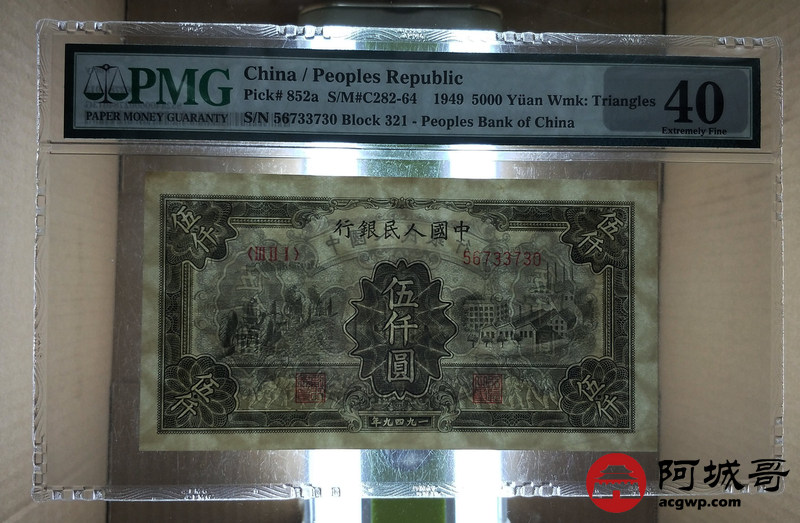 PMG
PAPER MONEY GUARANTY
China / Peoples Republic
Pick# 852a S/M#C282-64 1949 5000 Yüan Wmk: Triangles
S/N 56733730 Block 321 - Peoples Bank of China
40
Extremely Fine
伍仟
行銀民人國中
伍仟
〈III II I〉
56733730
伍仟圓
伍仟
伍仟
年九四九一
阿城哥
acgwp.com